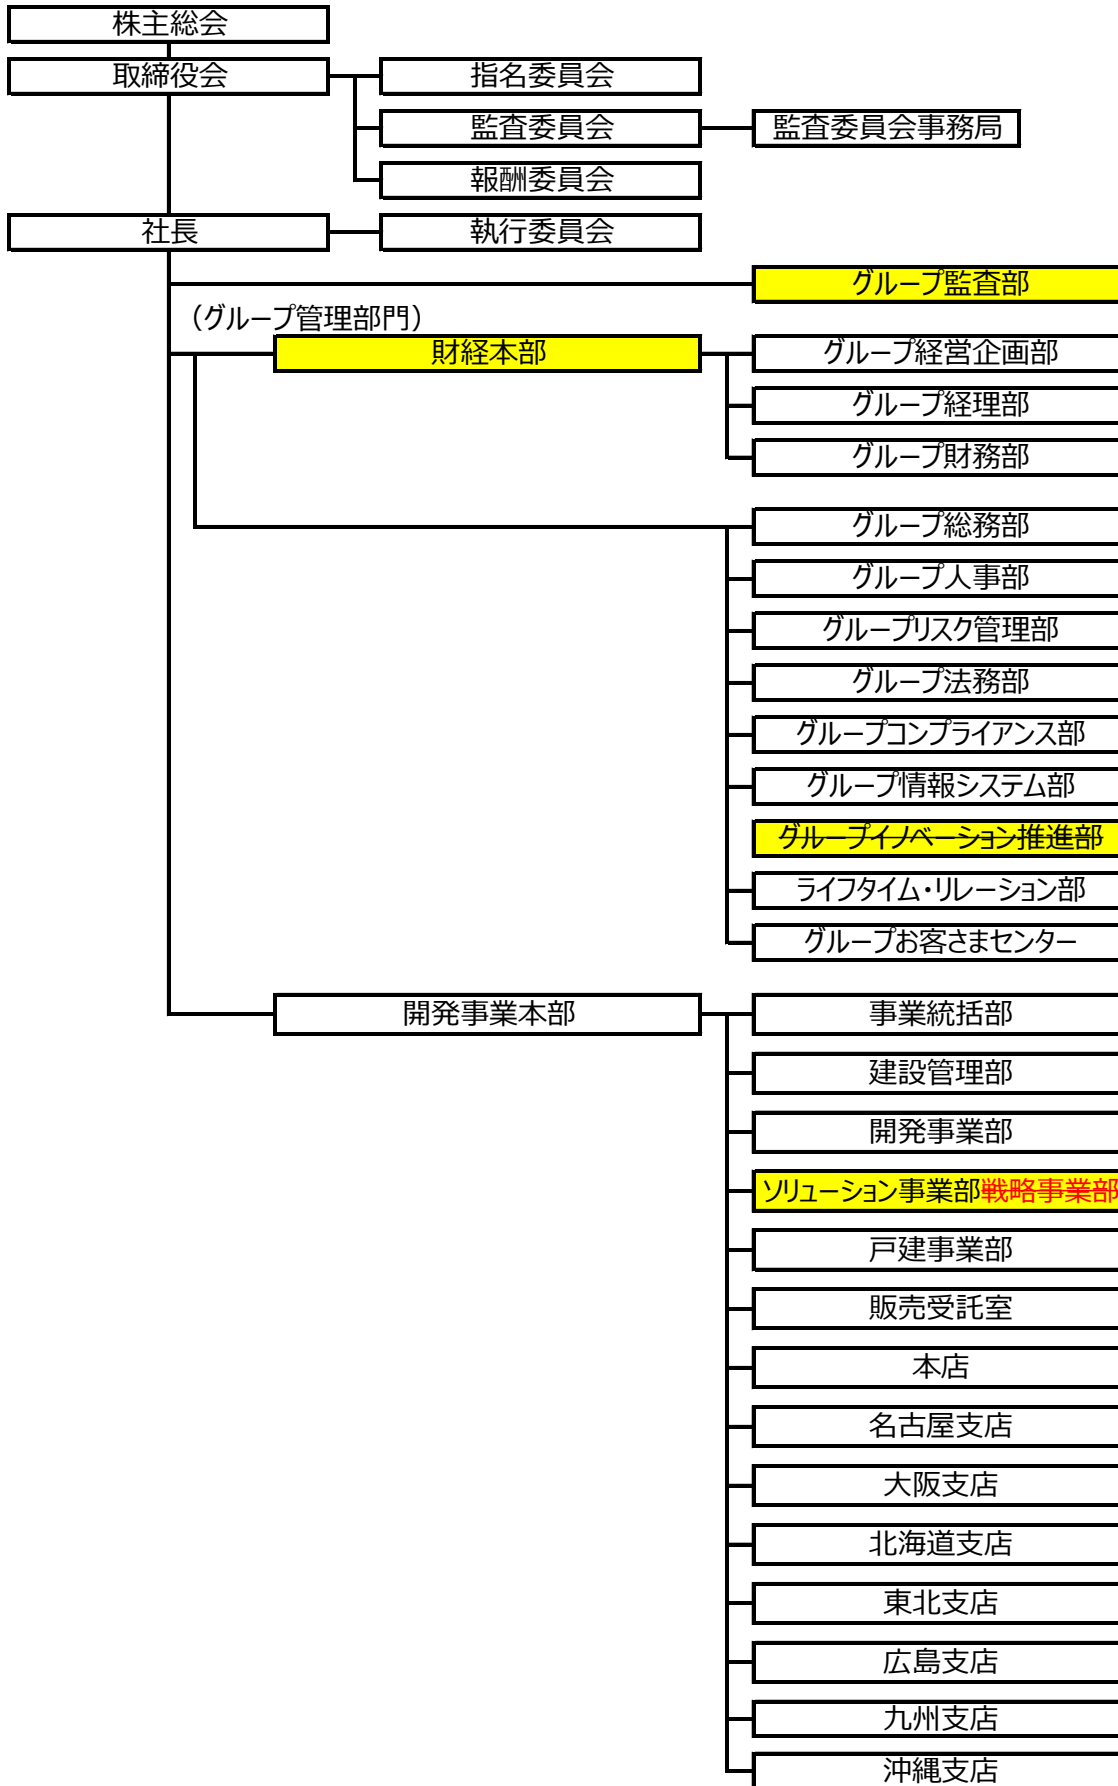 株主総会
取締役会
指名委員会
監査委員会
監査委員会事務局
報酬委員会
社長
執行委員会
グループ監査部
（グループ管理部門）
財経本部
グループ経営企画部
グループ経理部
グループ財務部
グループ総務部
グループ人事部
グループリスク管理部
グループ法務部
グループコンプライアンス部
グループ情報システム部
グループイノベーション推進部
ライフタイム・リレーション部
グループお客さまセンター
開発事業本部
事業統括部
建設管理部
開発事業部
ソリューション事業部戦略事業部
戸建事業部
販売受託室
本店
名古屋支店
大阪支店
北海道支店
東北支店
広島支店
九州支店
沖縄支店